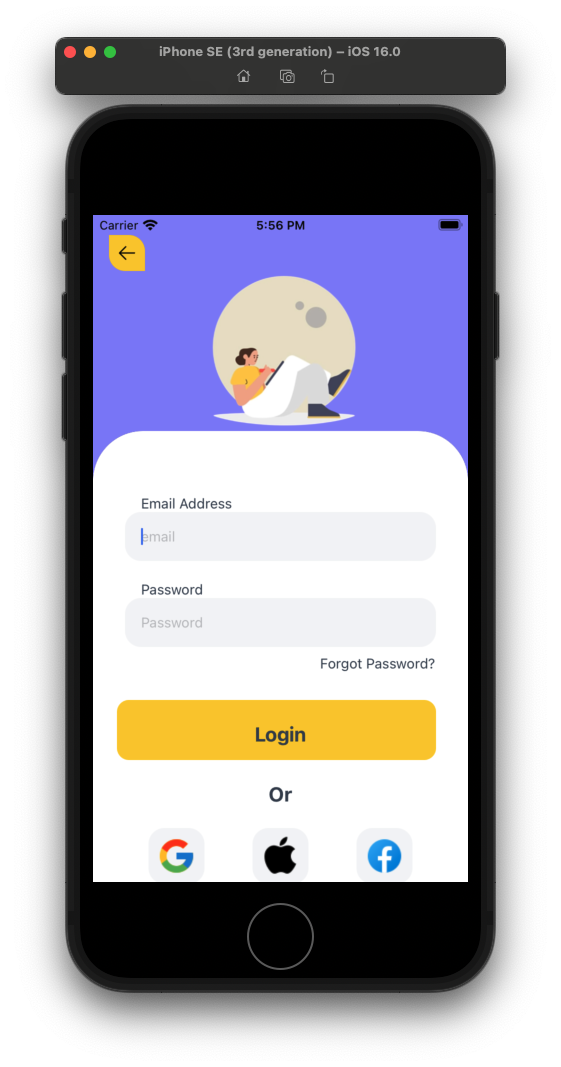 iPhone SE (3rd generation) – iOS 16.0
Carrier 5:56 PM
Email Address
email
Password
Password
Forgot Password?
Login
Or